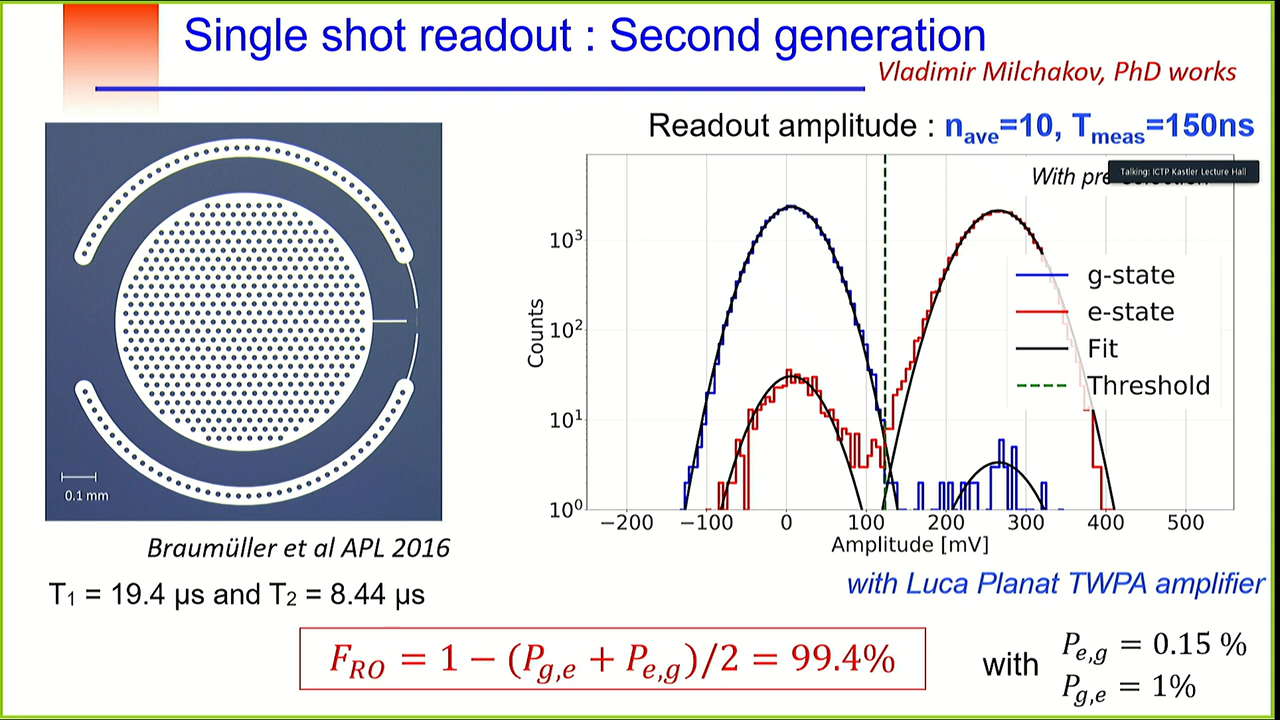 Single shot readout : Second generation
Vladimir Milchakov, PhD works
Readout amplitude : nave=10, Tmeas=150ns
With pre
Talking: ICTP Kastler Lecture Hall
g-state
e-state
Fit
Threshold
Counts
10³
10²
10¹
10⁰
−200 −100 0 100 200 300 400 500
Amplitude [mV]
0.1 mm
Braumüller et al APL 2016
with Luca Planat TWPA amplifier
T₁ = 19.4 µs and T₂ = 8.44 µs
F_RO = 1 − (P_g,e + P_e,g)/2 = 99.4%
with
P_e,g = 0.15 %
P_g,e = 1%